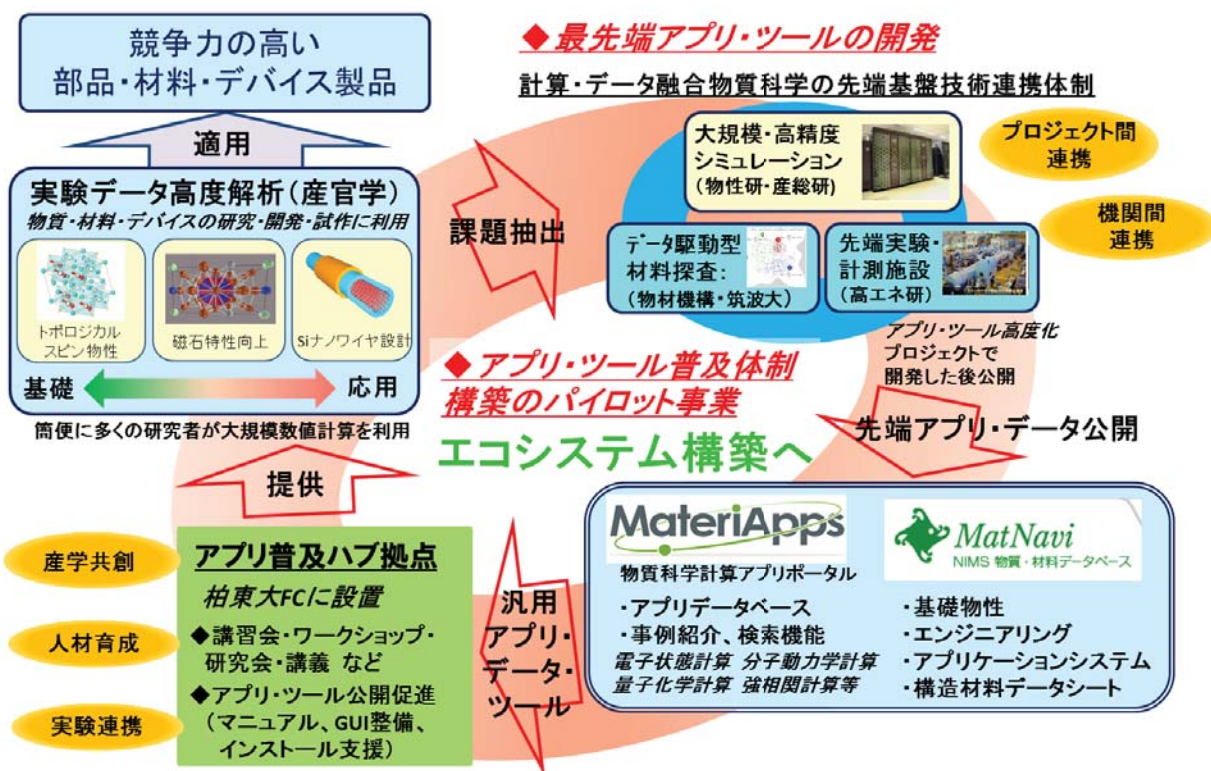 競争力の高い
部品・材料・デバイス製品
適用
実験データ高度解析(産官学)
物質・材料・デバイスの研究・開発・試作に利用
トポロジカル
スピン物性
磁石特性向上
Siナノワイヤ設計
基礎
応用
簡便に多くの研究者が大規模数値計算を利用
提供
◆最先端アプリ・ツールの開発
計算・データ融合物質科学の先端基盤技術連携体制
大規模・高精度
シミュレーション
(物性研・産総研)
プロジェクト間
連携
機関間
連携
課題抽出
データ駆動型
材料探査:
(物材機構・筑波大)
先端実験・
計測施設
(高エネ研)
アプリ・ツール高度化
プロジェクトで
開発した後公開
◆アプリ・ツール普及体制
構築のパイロット事業
エコシステム構築へ
先端アプリ・データ公開
MateriApps
物質科学計算アプリポータル
・アプリデータベース
・事例紹介、検索機能
電子状態計算 分子動力学計算
量子化学計算 強相関計算等
MatNavi
NIMS 物質・材料データベース
・基礎物性
・エンジニアリング
・アプリケーションシステム
・構造材料データシート
汎用
アプリ・
データ・
ツール
産学共創
人材育成
実験連携
アプリ普及ハブ拠点
柏東大FCに設置
◆講習会・ワークショップ・
研究会・講義 など
◆アプリ・ツール公開促進
(マニュアル、GUI整備、
インストール支援)